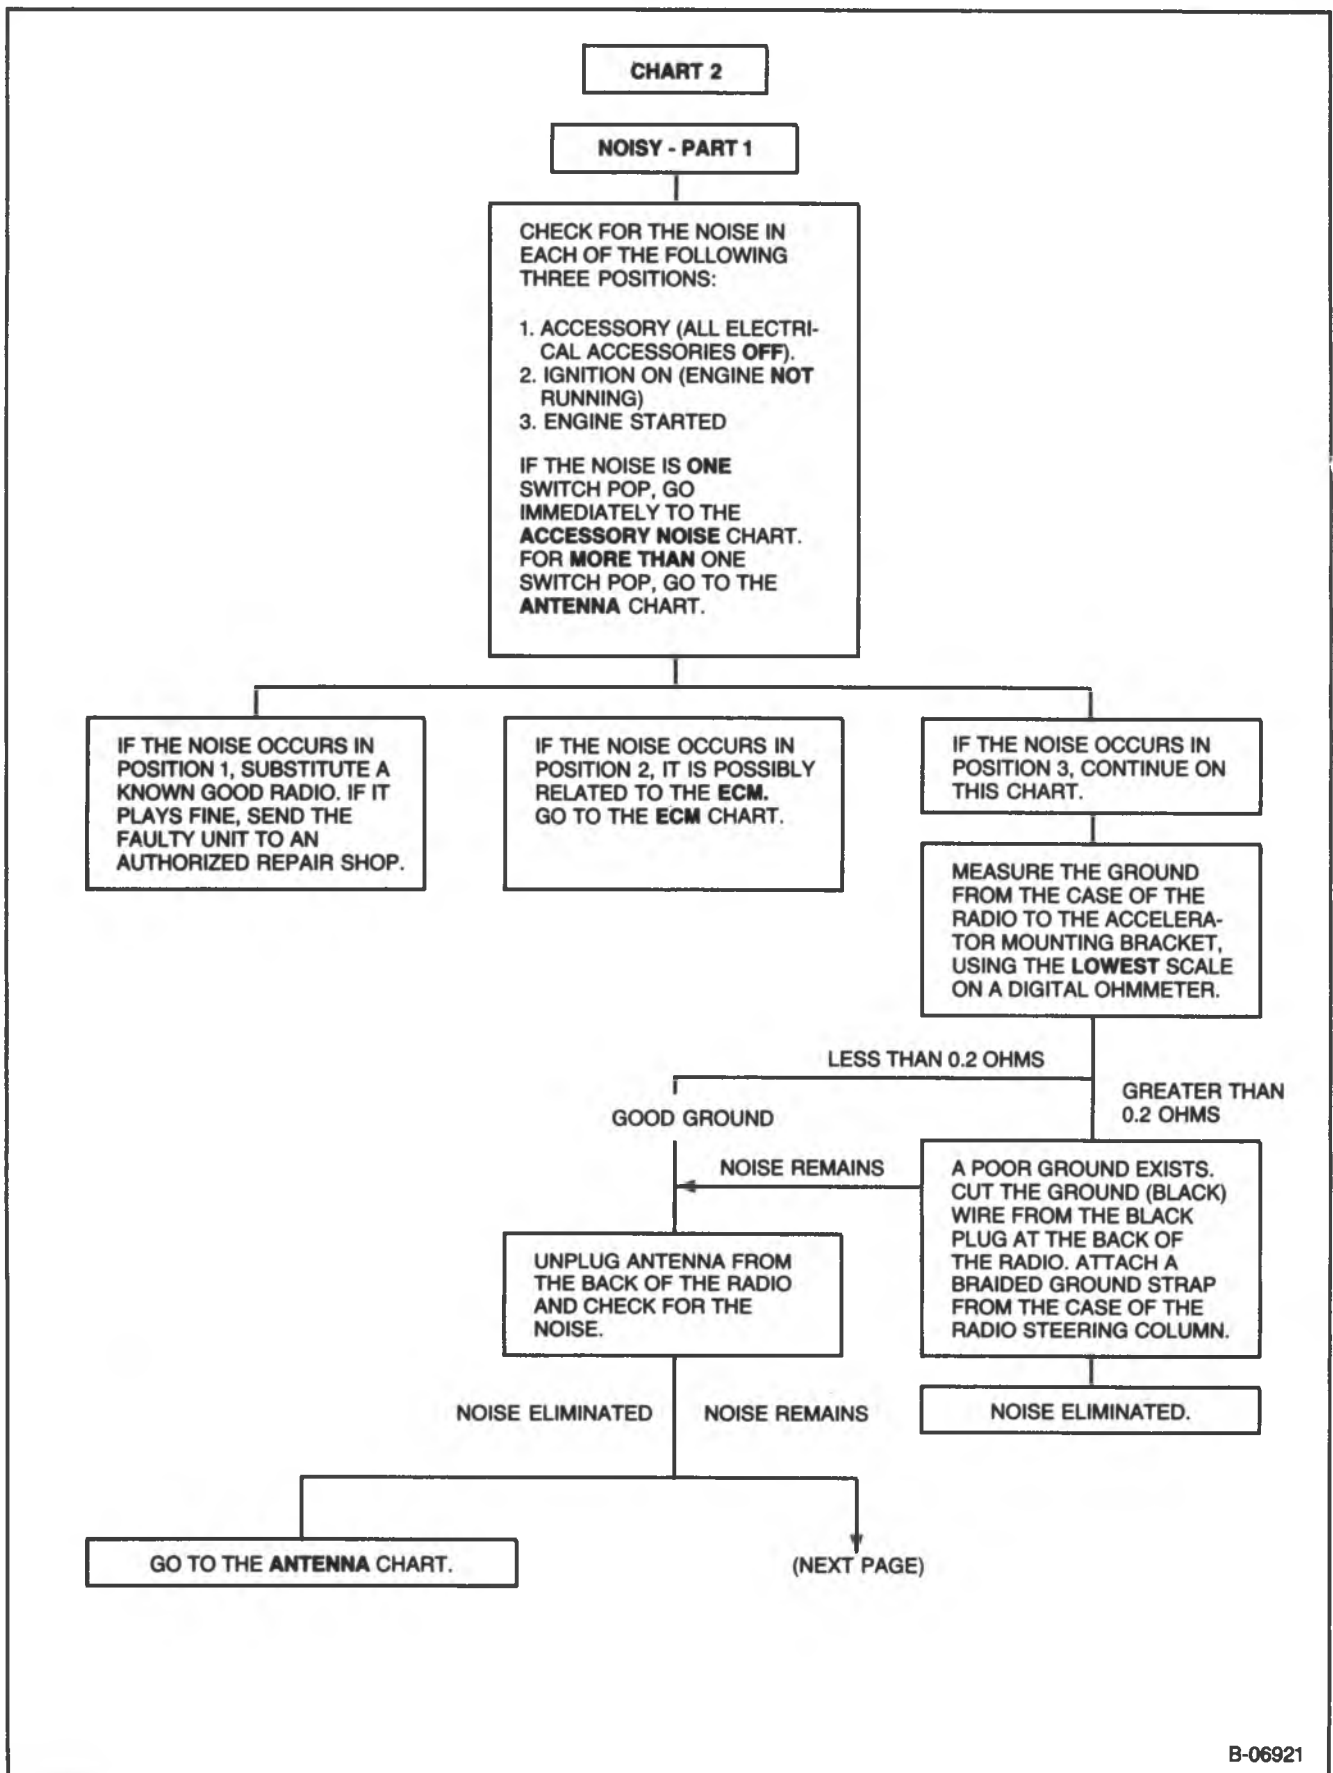 CHART 2
NOISY - PART 1
CHECK FOR THE NOISE IN
EACH OF THE FOLLOWING
THREE POSITIONS:
1. ACCESSORY (ALL ELECTRI-
CAL ACCESSORIES OFF).
2. IGNITION ON (ENGINE NOT
RUNNING)
3. ENGINE STARTED
IF THE NOISE IS ONE
SWITCH POP, GO
IMMEDIATELY TO THE
ACCESSORY NOISE CHART.
FOR MORE THAN ONE
SWITCH POP, GO TO THE
ANTENNA CHART.
IF THE NOISE OCCURS IN
POSITION 1, SUBSTITUTE A
KNOWN GOOD RADIO. IF IT
PLAYS FINE, SEND THE
FAULTY UNIT TO AN
AUTHORIZED REPAIR SHOP.
IF THE NOISE OCCURS IN
POSITION 2, IT IS POSSIBLY
RELATED TO THE ECM.
GO TO THE ECM CHART.
IF THE NOISE OCCURS IN
POSITION 3, CONTINUE ON
THIS CHART.
MEASURE THE GROUND
FROM THE CASE OF THE
RADIO TO THE ACCELERA-
TOR MOUNTING BRACKET,
USING THE LOWEST SCALE
ON A DIGITAL OHMMETER.
LESS THAN 0.2 OHMS
GREATER THAN
0.2 OHMS
GOOD GROUND
NOISE REMAINS
A POOR GROUND EXISTS.
CUT THE GROUND (BLACK)
WIRE FROM THE BLACK
PLUG AT THE BACK OF
THE RADIO. ATTACH A
BRAIDED GROUND STRAP
FROM THE CASE OF THE
RADIO STEERING COLUMN.
UNPLUG ANTENNA FROM
THE BACK OF THE RADIO
AND CHECK FOR THE
NOISE.
NOISE ELIMINATED.
NOISE ELIMINATED
NOISE REMAINS
GO TO THE ANTENNA CHART.
(NEXT PAGE)
B-06921